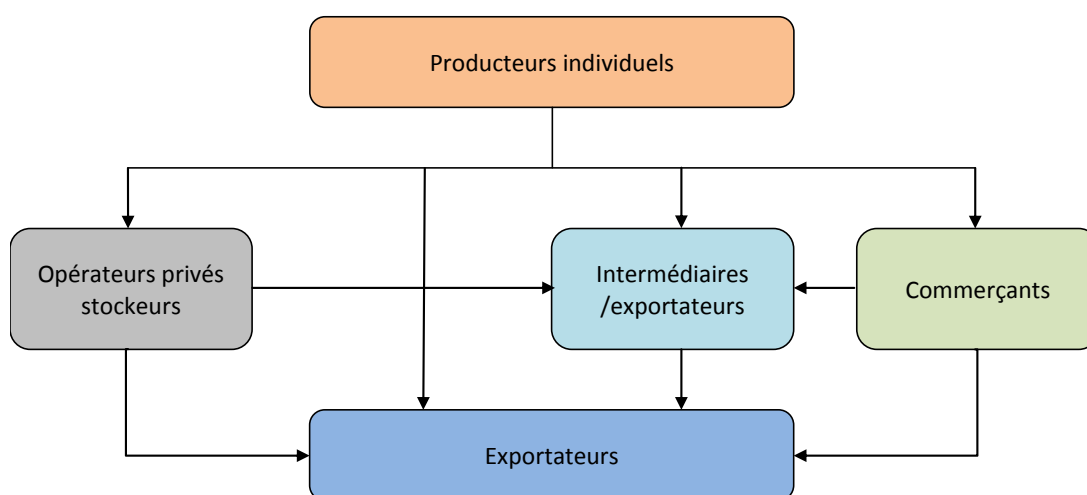 Producteurs individuels
Opérateurs privés
stockeurs
Intermédiaires
/exportateurs
Commerçants
Exportateurs